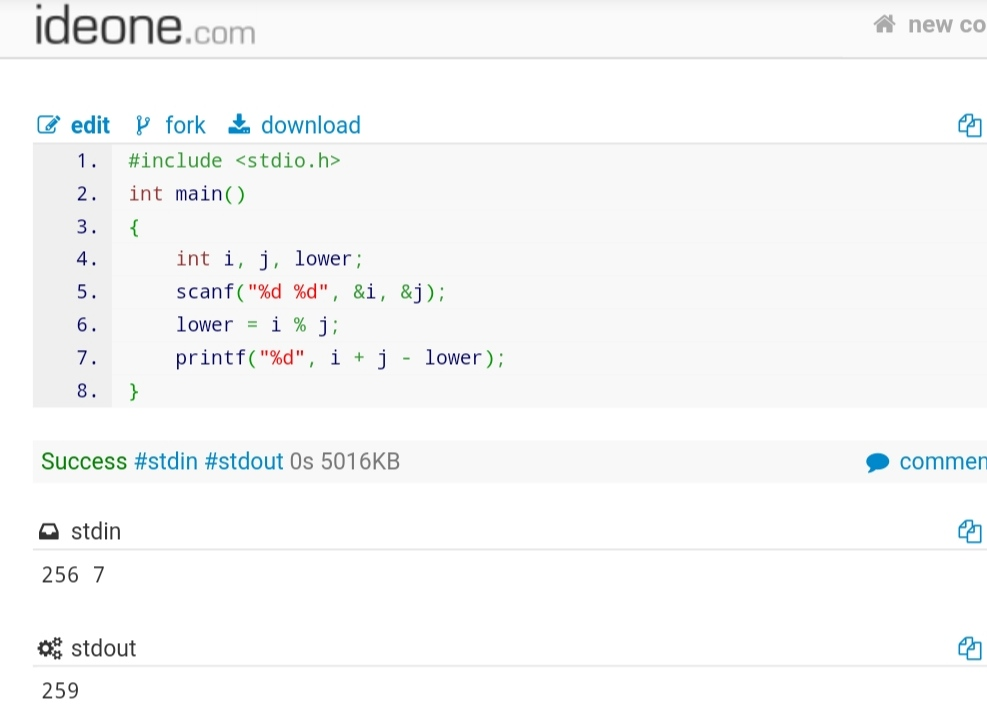 ideone.com new co
edit fork download
1. #include <stdio.h>
2. int main()
3. {
4. int i, j, lower;
5. scanf("%d %d", &i, &j);
6. lower = i % j;
7. printf("%d", i + j - lower);
8. }
Success #stdin #stdout 0s 5016KB commen
stdin
256 7
stdout
259